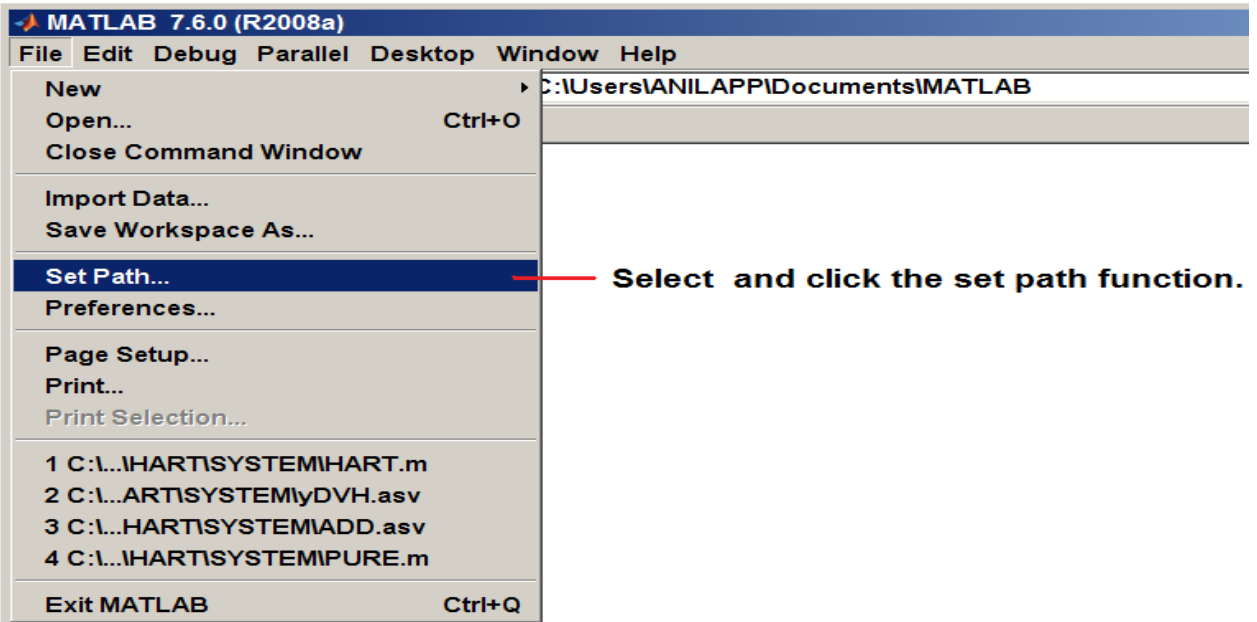 MATLAB 7.6.0 (R2008a)
File Edit Debug Parallel Desktop Window Help
New C:\Users\ANILAPP\Documents\MATLAB
Open... Ctrl+O
Close Command Window
Import Data...
Save Workspace As...
Set Path... Select and click the set path function.
Preferences...
Page Setup...
Print...
Print Selection...
1 C:\...\HART\SYSTEM\HART.m
2 C:\...ART\SYSTEM\yDVH.asv
3 C:\...HART\SYSTEM\ADD.asv
4 C:\...\HART\SYSTEM\PURE.m
Exit MATLAB Ctrl+Q